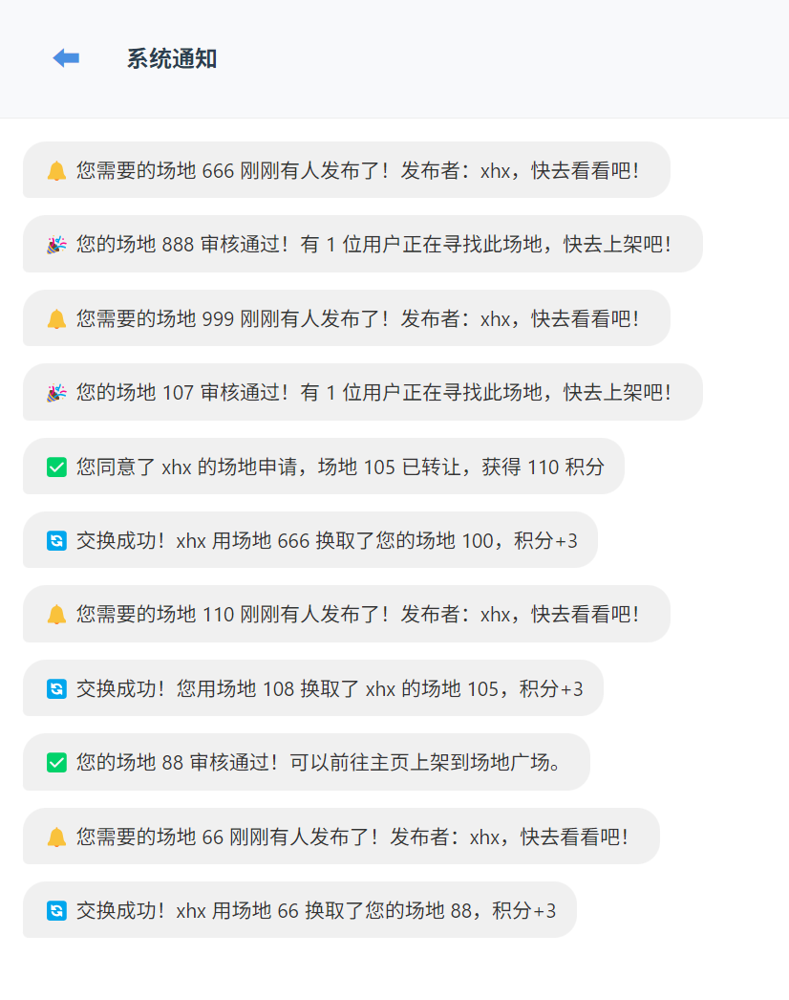 系统通知
您需要的场地 666 刚刚有人发布了！发布者：xhx，快去看看吧！
您的场地 888 审核通过！有 1 位用户正在寻找此场地，快去上架吧！
您需要的场地 999 刚刚有人发布了！发布者：xhx，快去看看吧！
您的场地 107 审核通过！有 1 位用户正在寻找此场地，快去上架吧！
您同意了 xhx 的场地申请，场地 105 已转让，获得 110 积分
交换成功！xhx 用场地 666 换取了您的场地 100，积分+3
您需要的场地 110 刚刚有人发布了！发布者：xhx，快去看看吧！
交换成功！您用场地 108 换取了 xhx 的场地 105，积分+3
您的场地 88 审核通过！可以前往主页上架到场地广场。
您需要的场地 66 刚刚有人发布了！发布者：xhx，快去看看吧！
交换成功！xhx 用场地 66 换取了您的场地 88，积分+3